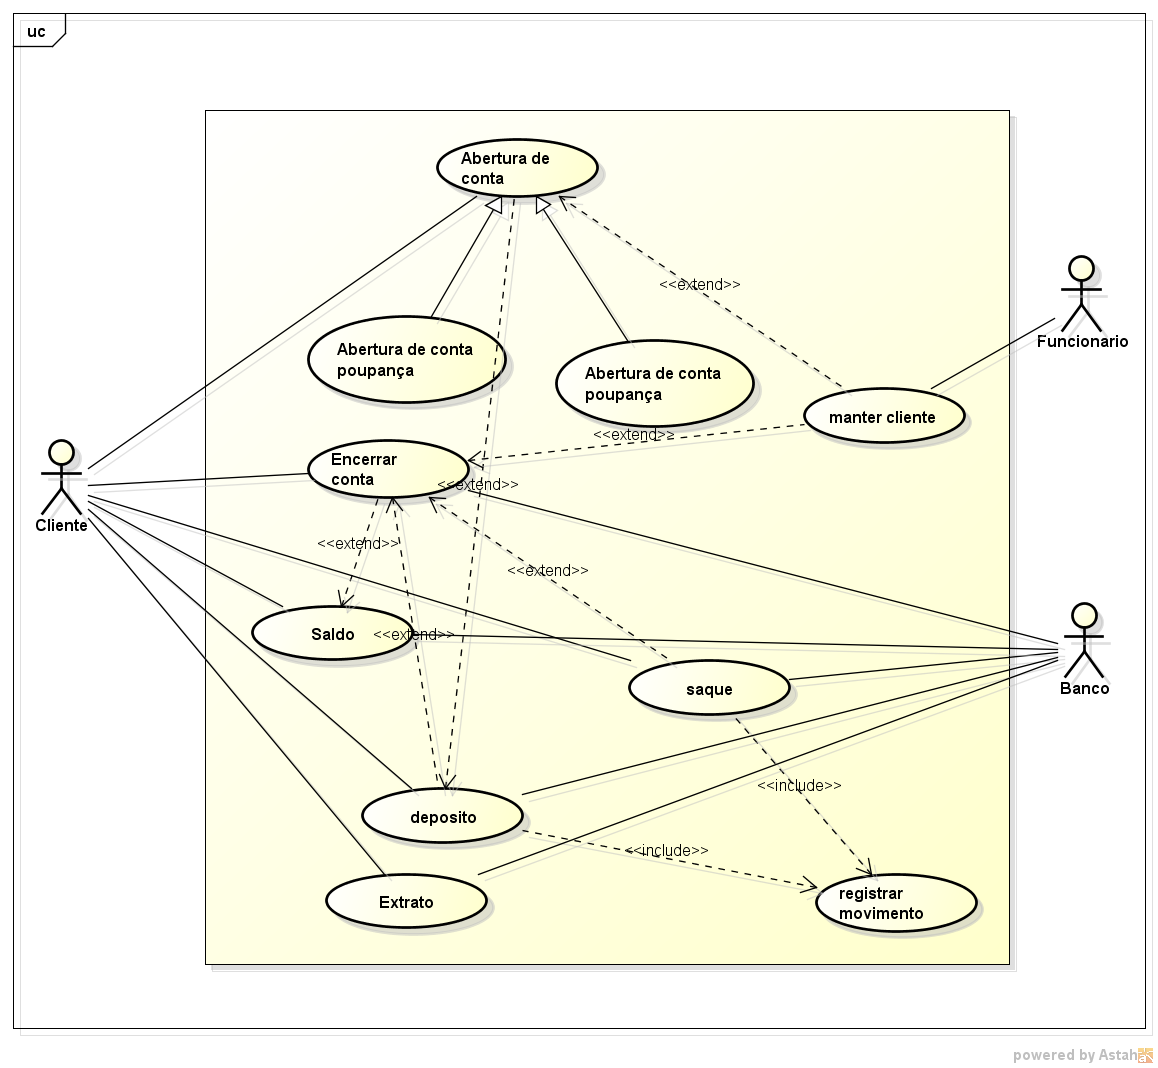 uc
Abertura de
conta
<<extend>>
Funcionario
Abertura de conta
poupança
Abertura de conta
poupança
manter cliente
<<extend>>
Encerrar
conta
<<extend>>
Cliente
<<extend>>
<<extend>>
Saldo
<<extend>>
saque
Banco
<<include>>
deposito
<<include>>
Extrato
registrar
movimento
powered by Astah